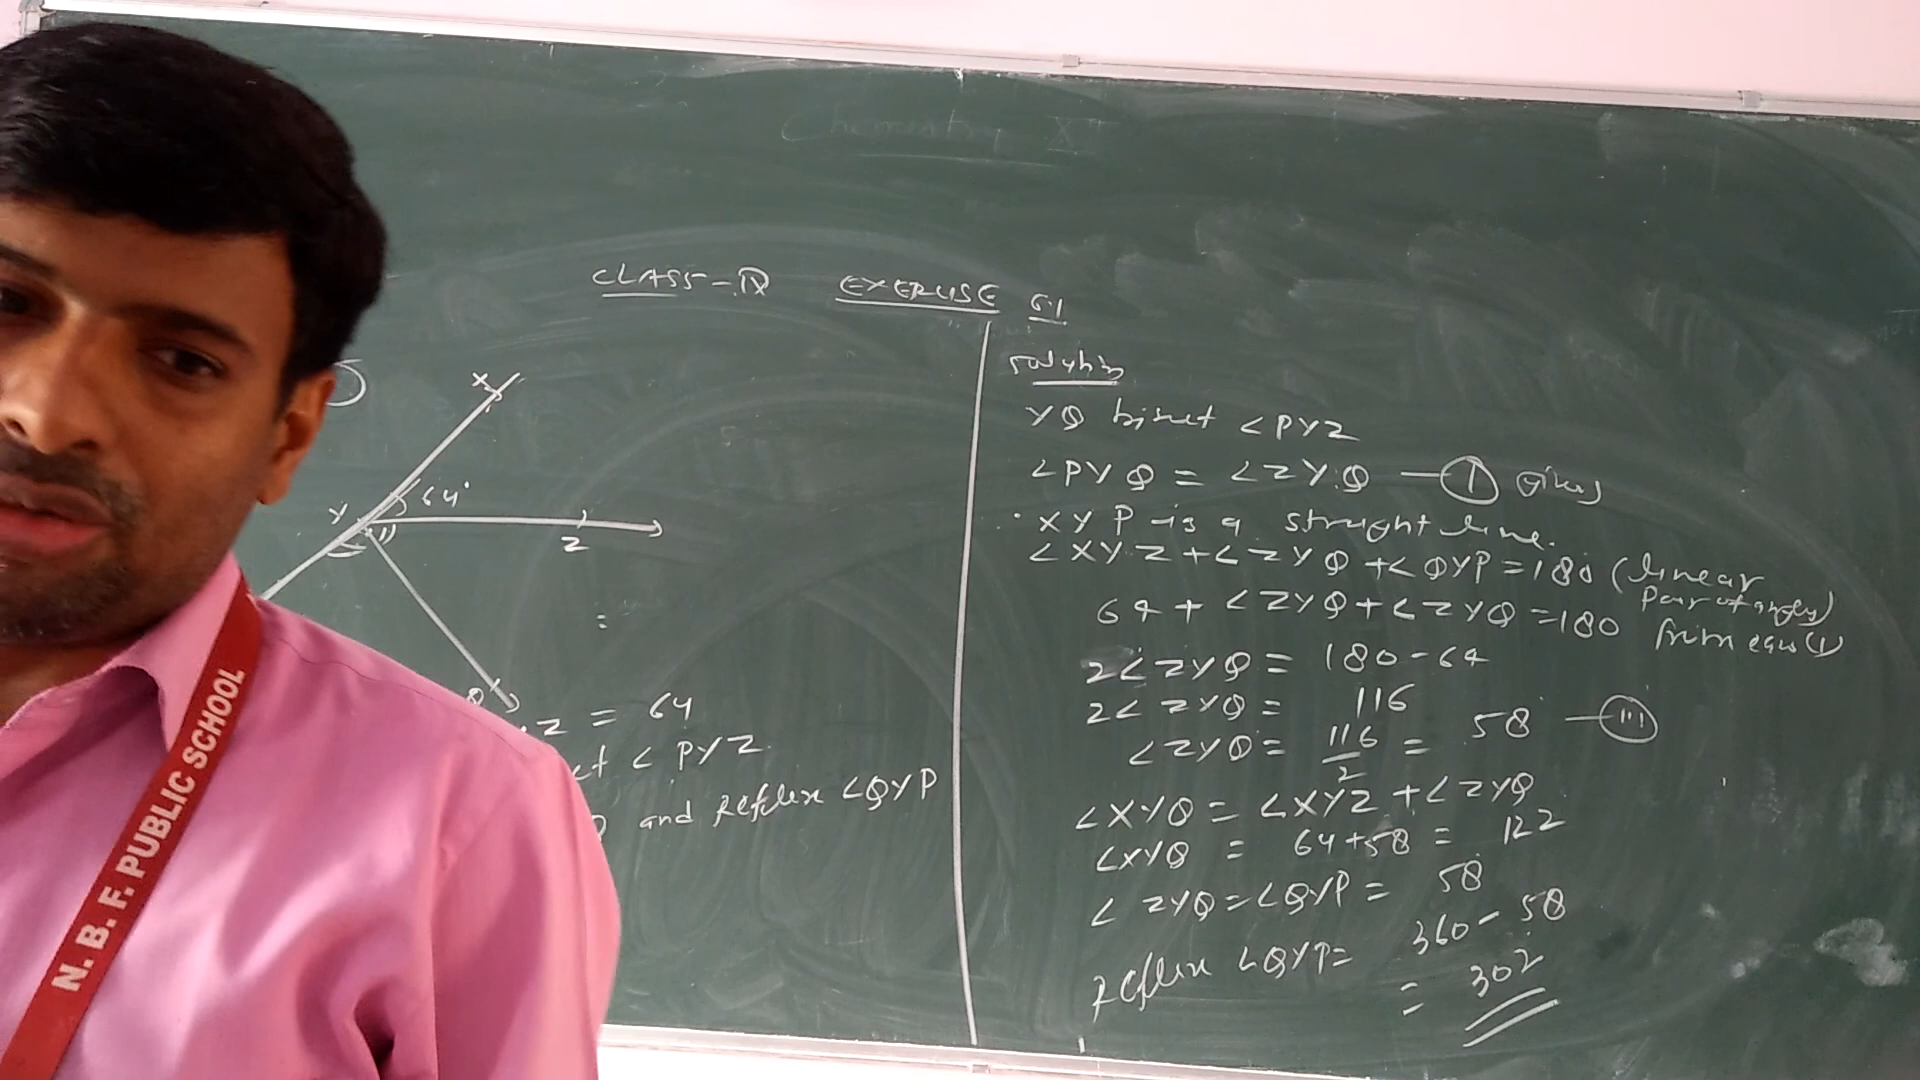 Chemistry XI
CLASS-IX EXERCISE 6.1
X
64°
Y
Z
Q
=
Z = 64
ct ∠PYZ
and Reflex ∠QYP
Solution
YQ bisect ∠PYZ
∠PYQ = ∠ZYQ — (I) given
XYP is a straight line.
∠XYZ+∠ZYQ+∠QYP=180 (linear pair of angles)
64+∠ZYQ+∠ZYQ=180 from eqn (I)
2∠ZYQ= 180-64
2∠ZYQ= 116
∠ZYQ= 116/2 = 58 — (II)
∠XYQ=∠XYZ+∠ZYQ
∠XYQ = 64+58= 122
∠ZYQ=∠QYP= 58
Reflex ∠QYP= 360-58
= 302
N. B. F. PUBLIC SCHOOL